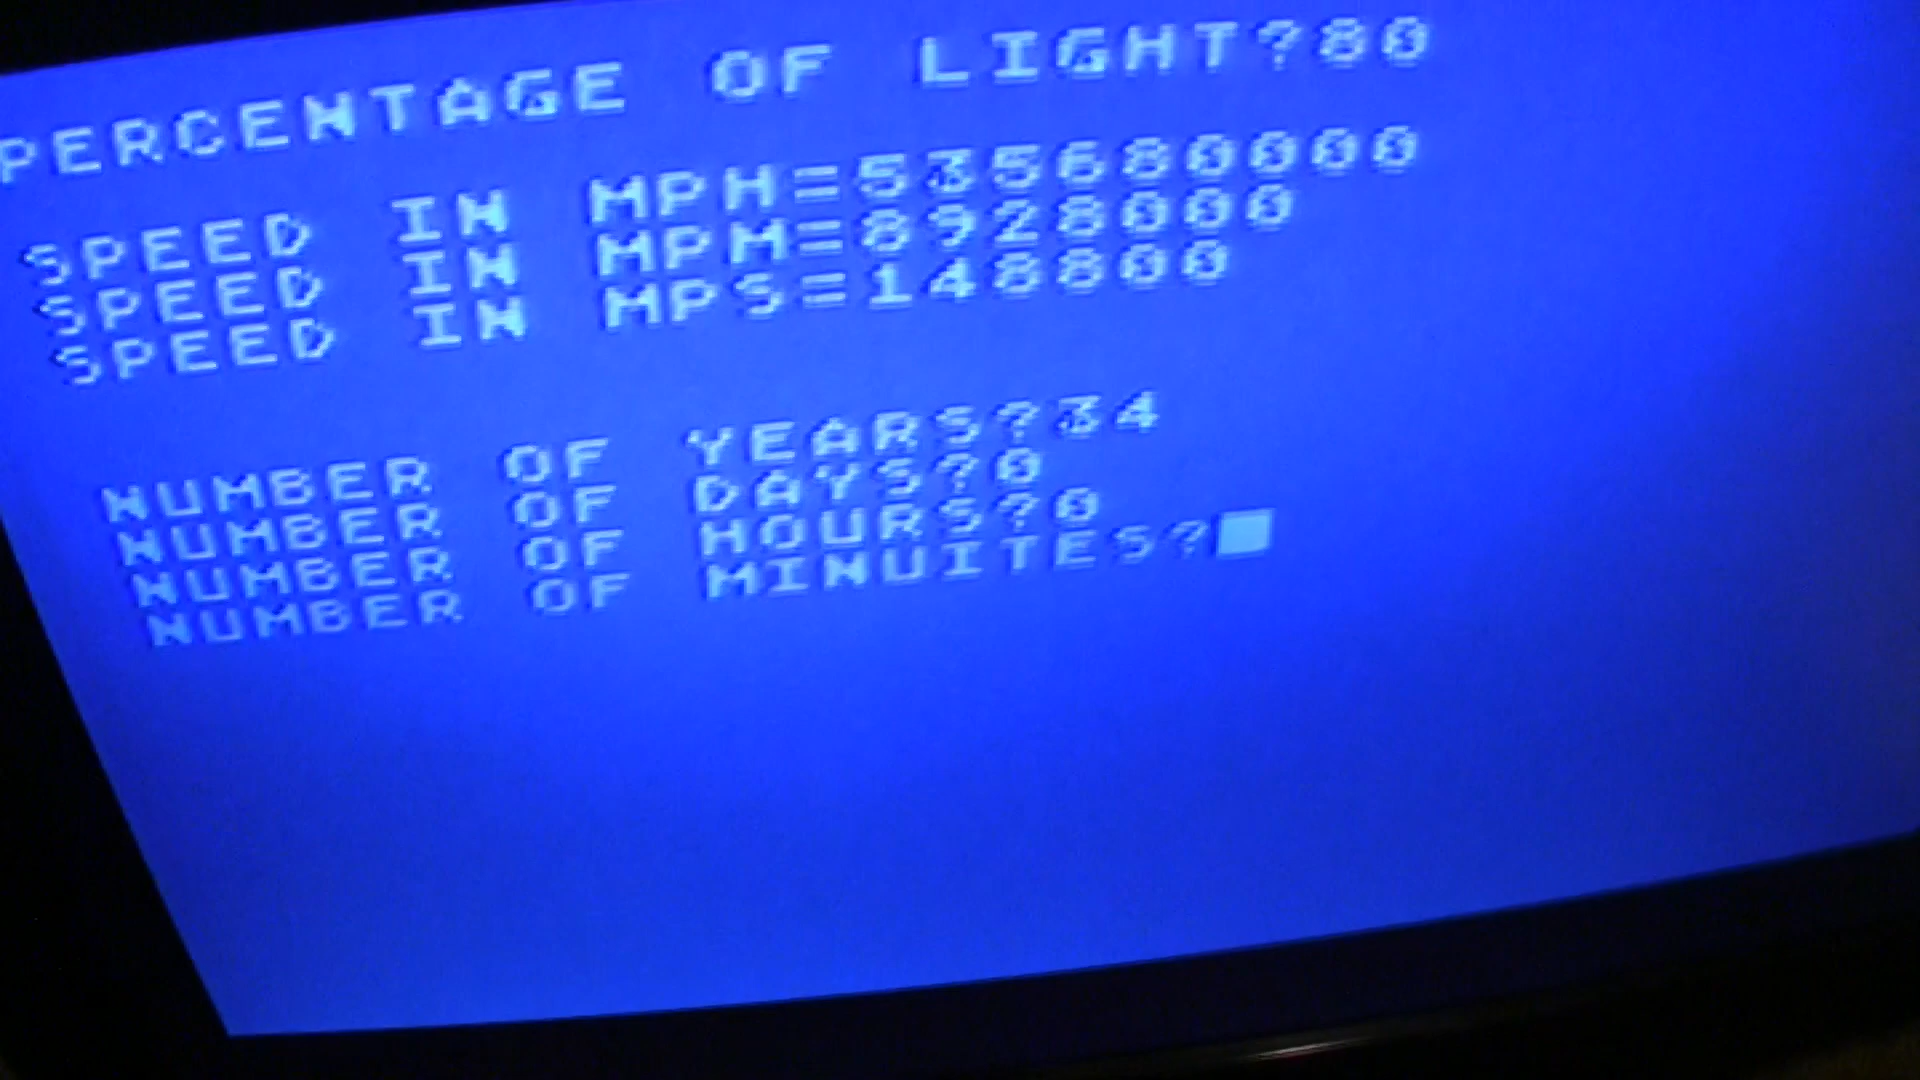 PERCENTAGE OF LIGHT?80
SPEED IN MPH=535680000
SPEED IN MPM=8928000
SPEED IN MPS=148800
NUMBER OF YEARS?34
NUMBER OF DAYS?0
NUMBER OF HOURS?0
NUMBER OF MINUITES?